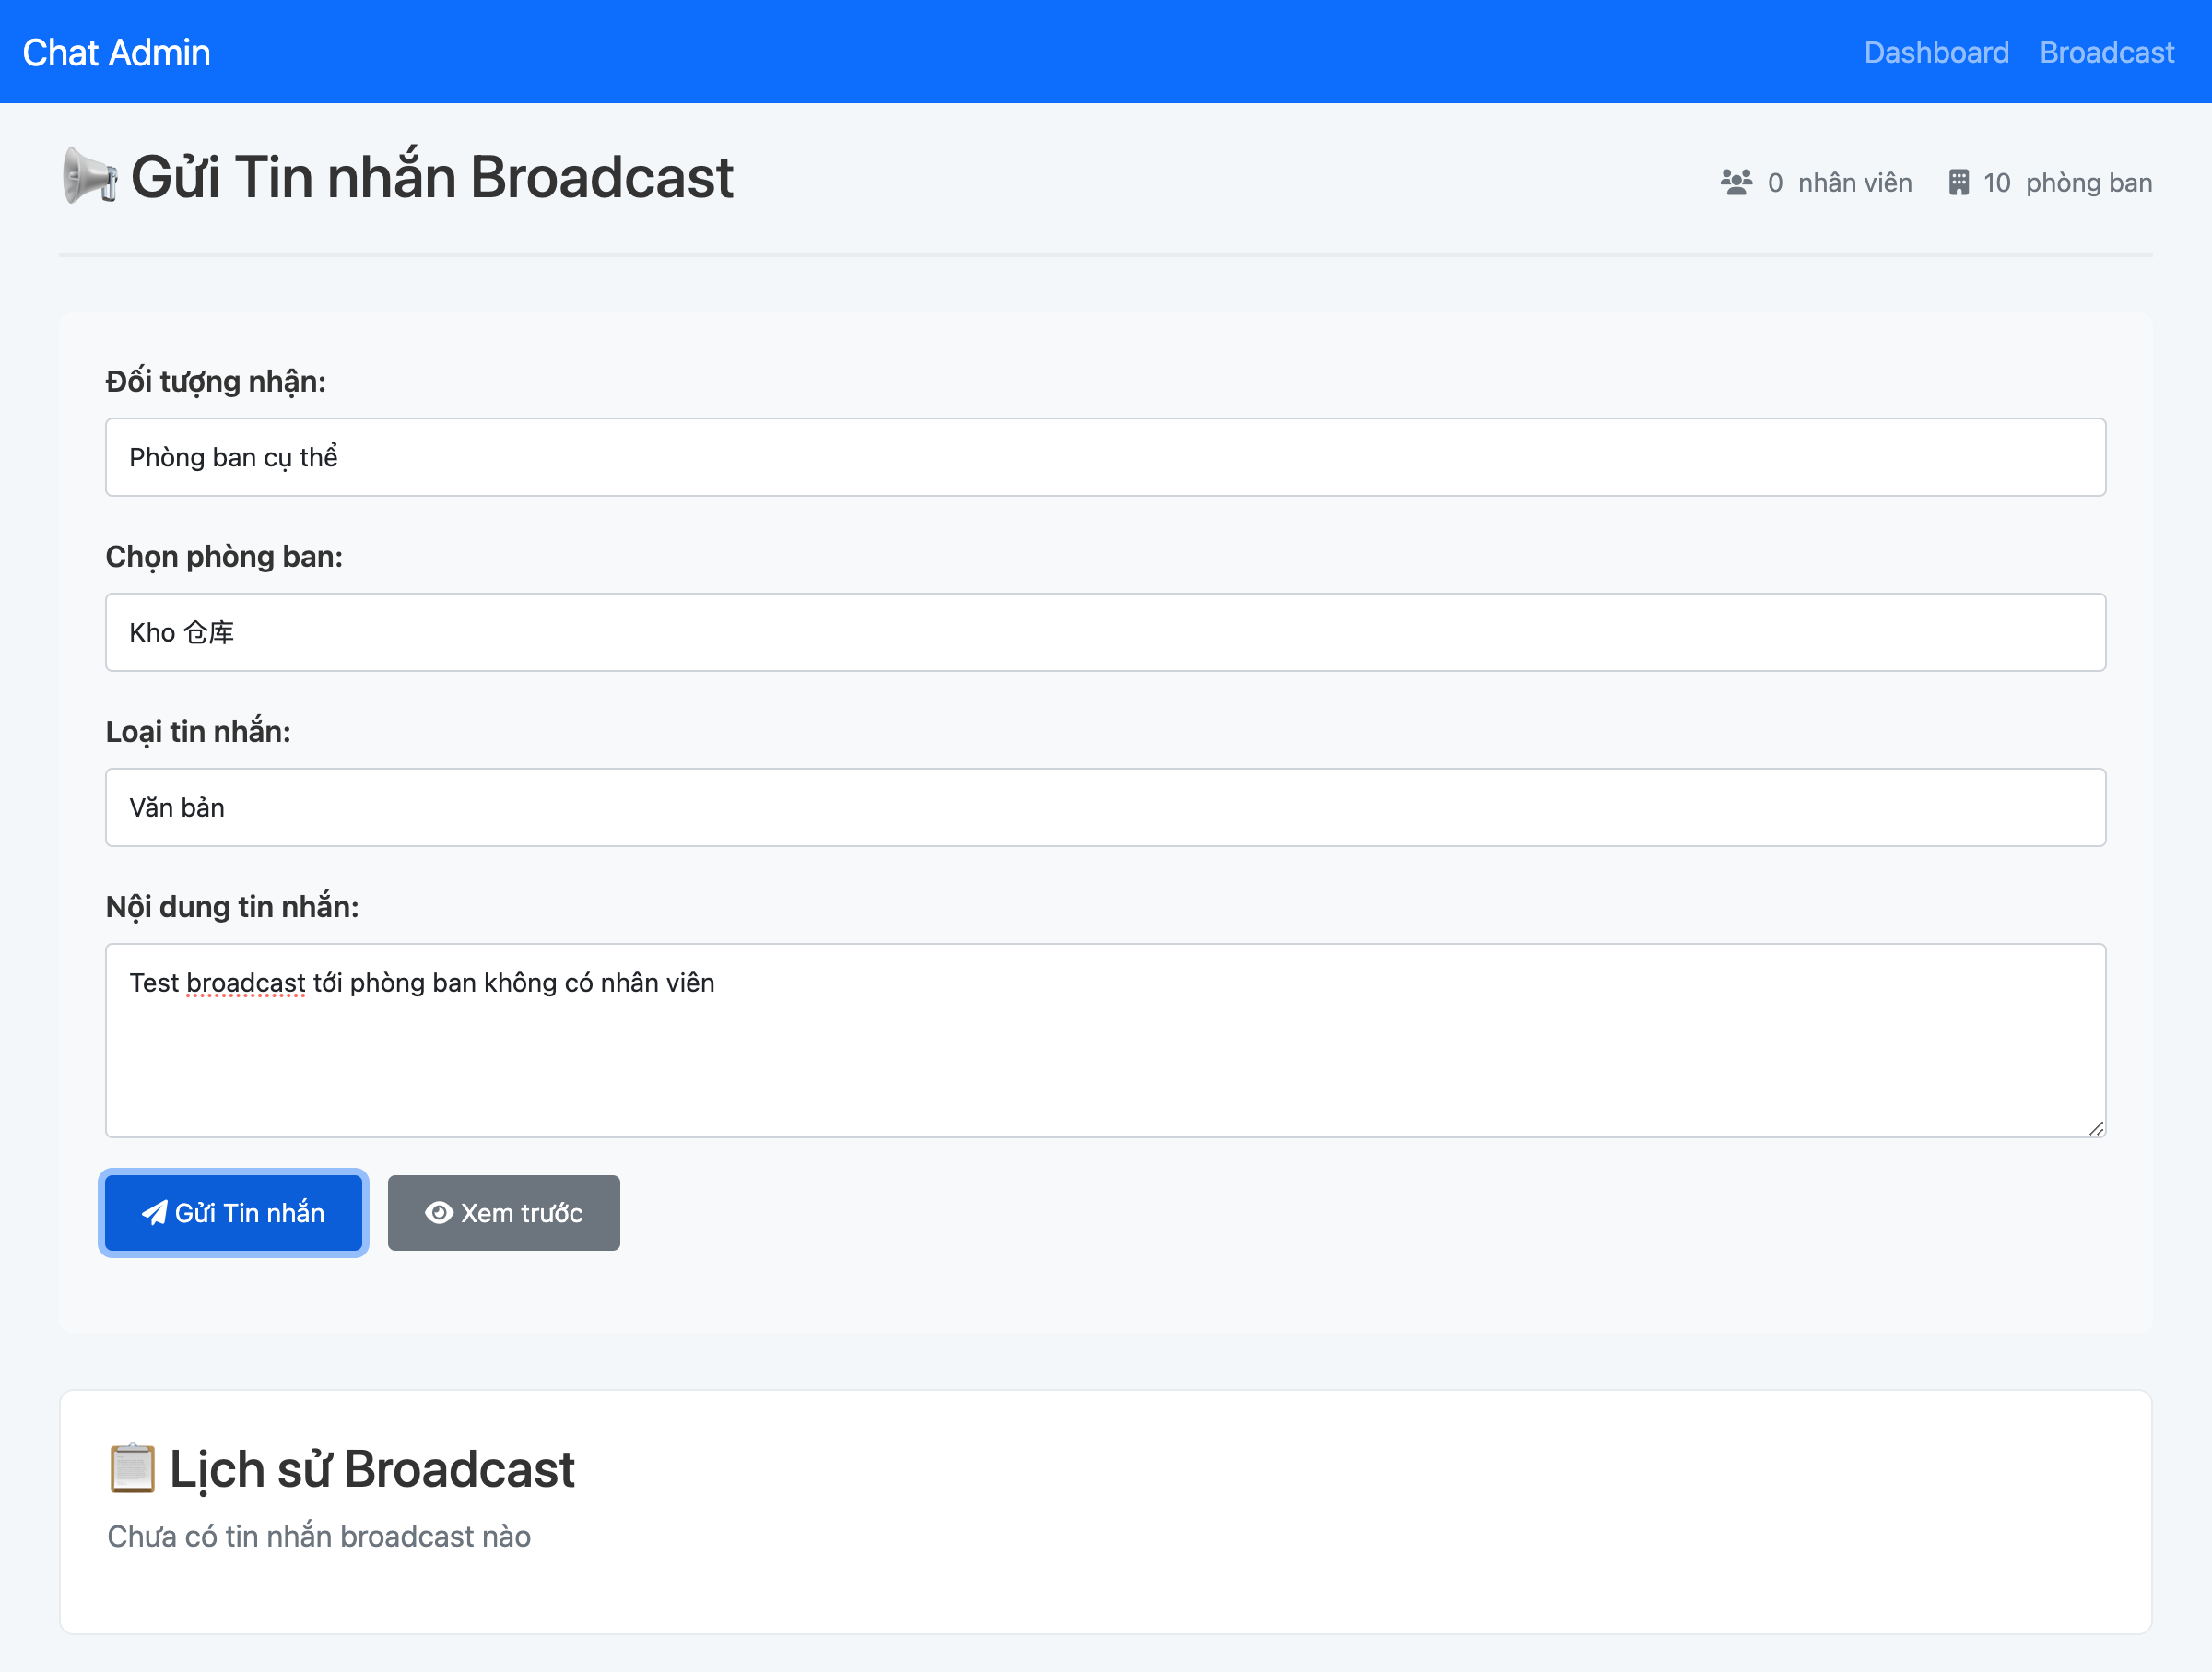 Chat Admin
Dashboard
Broadcast
Gửi Tin nhắn Broadcast
0 nhân viên
10 phòng ban
Đối tượng nhận:
Phòng ban cụ thể
Chọn phòng ban:
Kho 仓库
Loại tin nhắn:
Văn bản
Nội dung tin nhắn:
Test broadcast tới phòng ban không có nhân viên
Gửi Tin nhắn
Xem trước
Lịch sử Broadcast
Chưa có tin nhắn broadcast nào